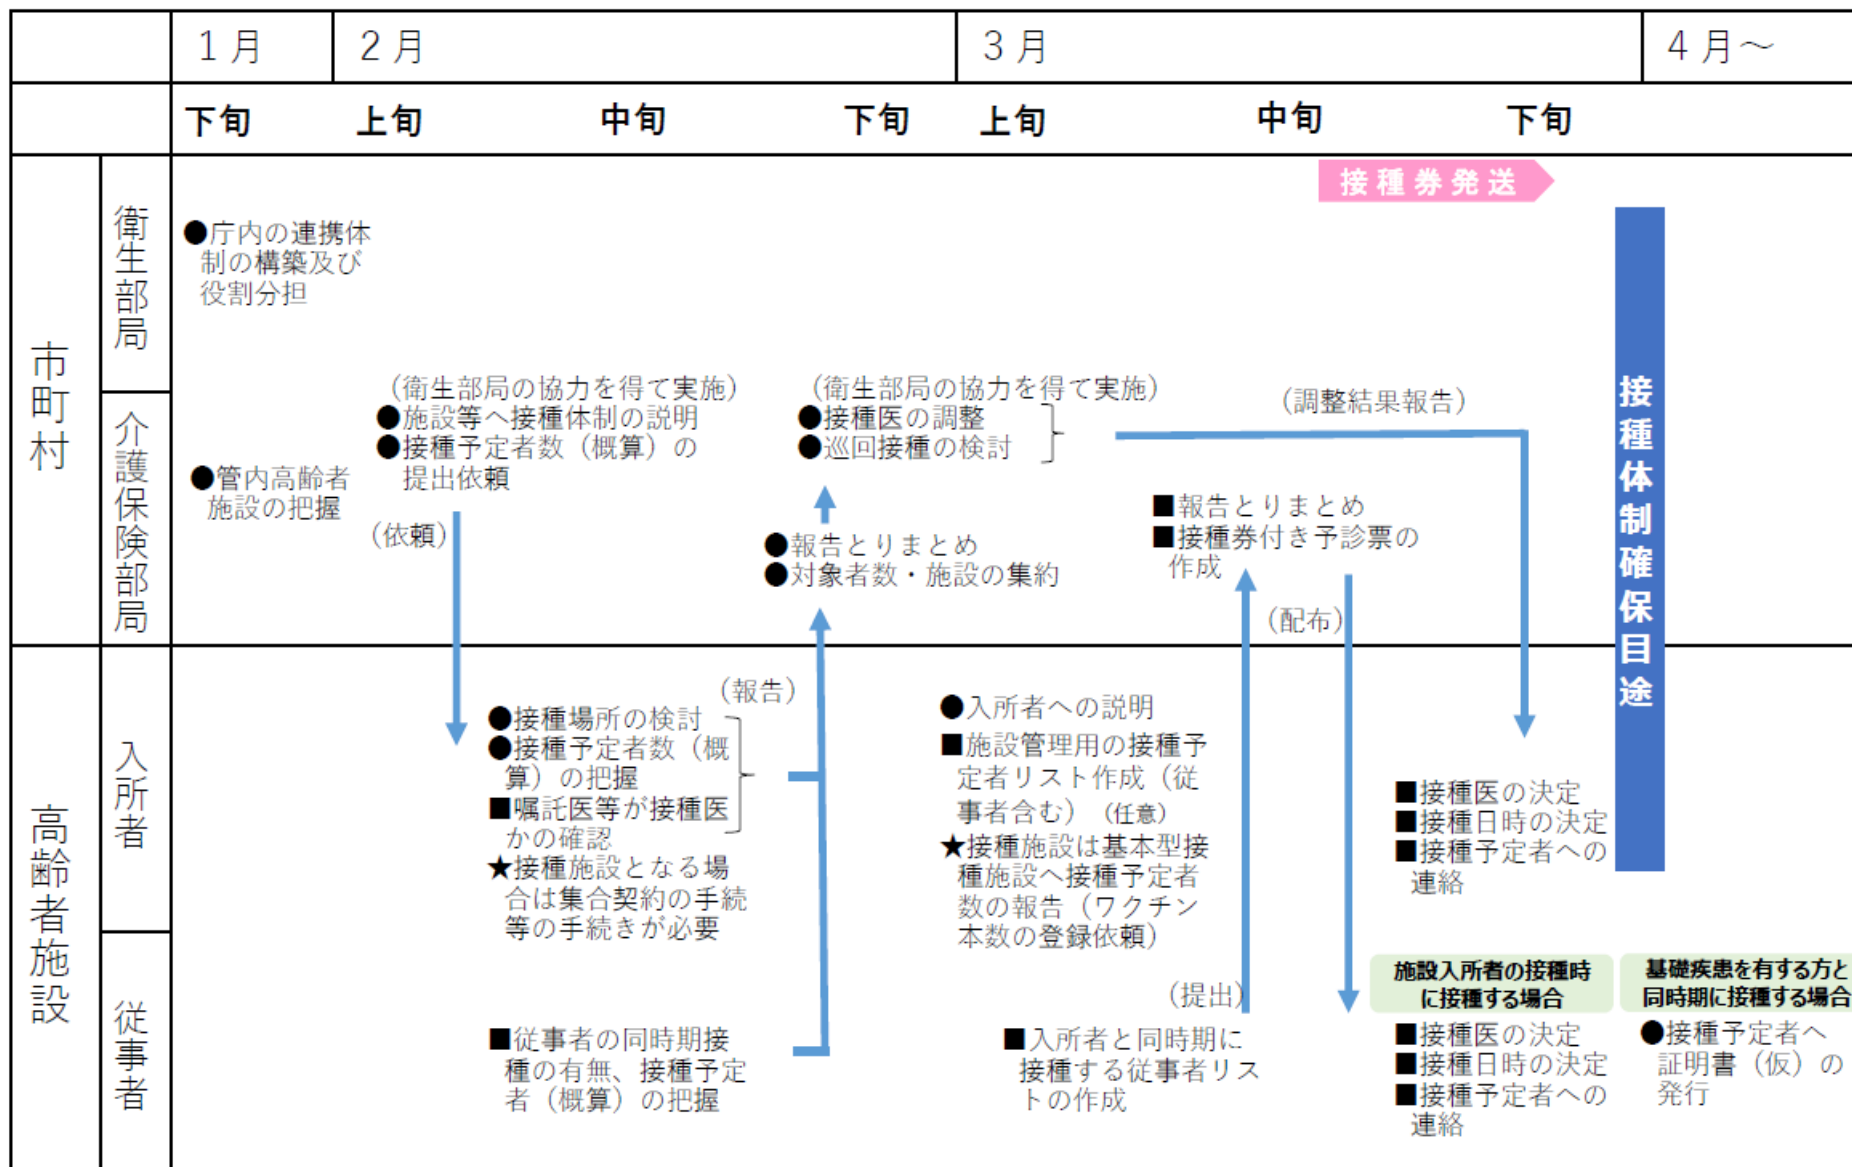 1月
2月
3月
4月～
下旬
上旬
中旬
下旬
上旬
中旬
下旬
市町村
衛生部局
介護保険部局
高齢者施設
入所者
従事者
接種券発送
接種体制確保目途
●庁内の連携体
制の構築及び
役割分担
●管内高齢者
施設の把握
（衛生部局の協力を得て実施）
●施設等へ接種体制の説明
●接種予定者数（概算）の
提出依頼
（依頼）
（衛生部局の協力を得て実施）
●接種医の調整
●巡回接種の検討
●報告とりまとめ
●対象者数・施設の集約
（調整結果報告）
■報告とりまとめ
■接種券付き予診票の
作成
（配布）
（報告）
●接種場所の検討
●接種予定者数（概
算）の把握
■嘱託医等が接種医
かの確認
★接種施設となる場
合は集合契約の手続
等の手続きが必要
●入所者への説明
■施設管理用の接種予
定者リスト作成（従
事者含む）（任意）
★接種施設は基本型接
種施設へ接種予定者
数の報告（ワクチン
本数の登録依頼）
■接種医の決定
■接種日時の決定
■接種予定者への
連絡
（提出）
■従事者の同時期接
種の有無、接種予定
者（概算）の把握
■入所者と同時期に
接種する従事者リス
トの作成
施設入所者の接種時
に接種する場合
■接種医の決定
■接種日時の決定
■接種予定者への
連絡
基礎疾患を有する方と
同時期に接種する場合
●接種予定者へ
証明書（仮）の
発行